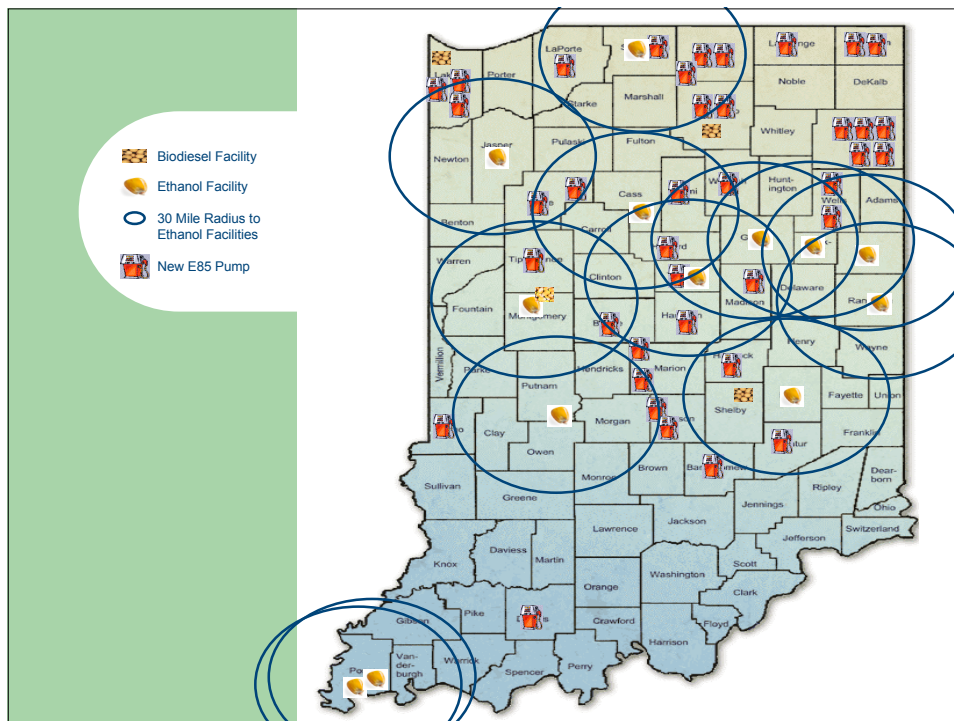 Biodiesel Facility
Ethanol Facility
30 Mile Radius to
Ethanol Facilities
New E85 Pump
LaPorte
Porter
Starke
Marshall
Noble
DeKalb
Whitley
Newton
Jasper
Pulaski
Fulton
Benton
Cass
Carroll
Hunt-
ington
Wells
Adams
Warren
Clinton
Fountain
Montgomery
Madison
Delaware
Henry
Wayne
Vermillion
Parke
Putnam
Hendricks
Marion
Shelby
Fayette
Union
Franklin
Clay
Owen
Morgan
Monroe
Brown
Sullivan
Greene
Dear-
born
Ripley
Jennings
Ohio
Switzerland
Jefferson
Lawrence
Jackson
Knox
Daviess
Martin
Scott
Washington
Orange
Clark
Gibson
Pike
Crawford
Floyd
Harrison
Van-
der-
burgh
Warrick
Spencer
Perry